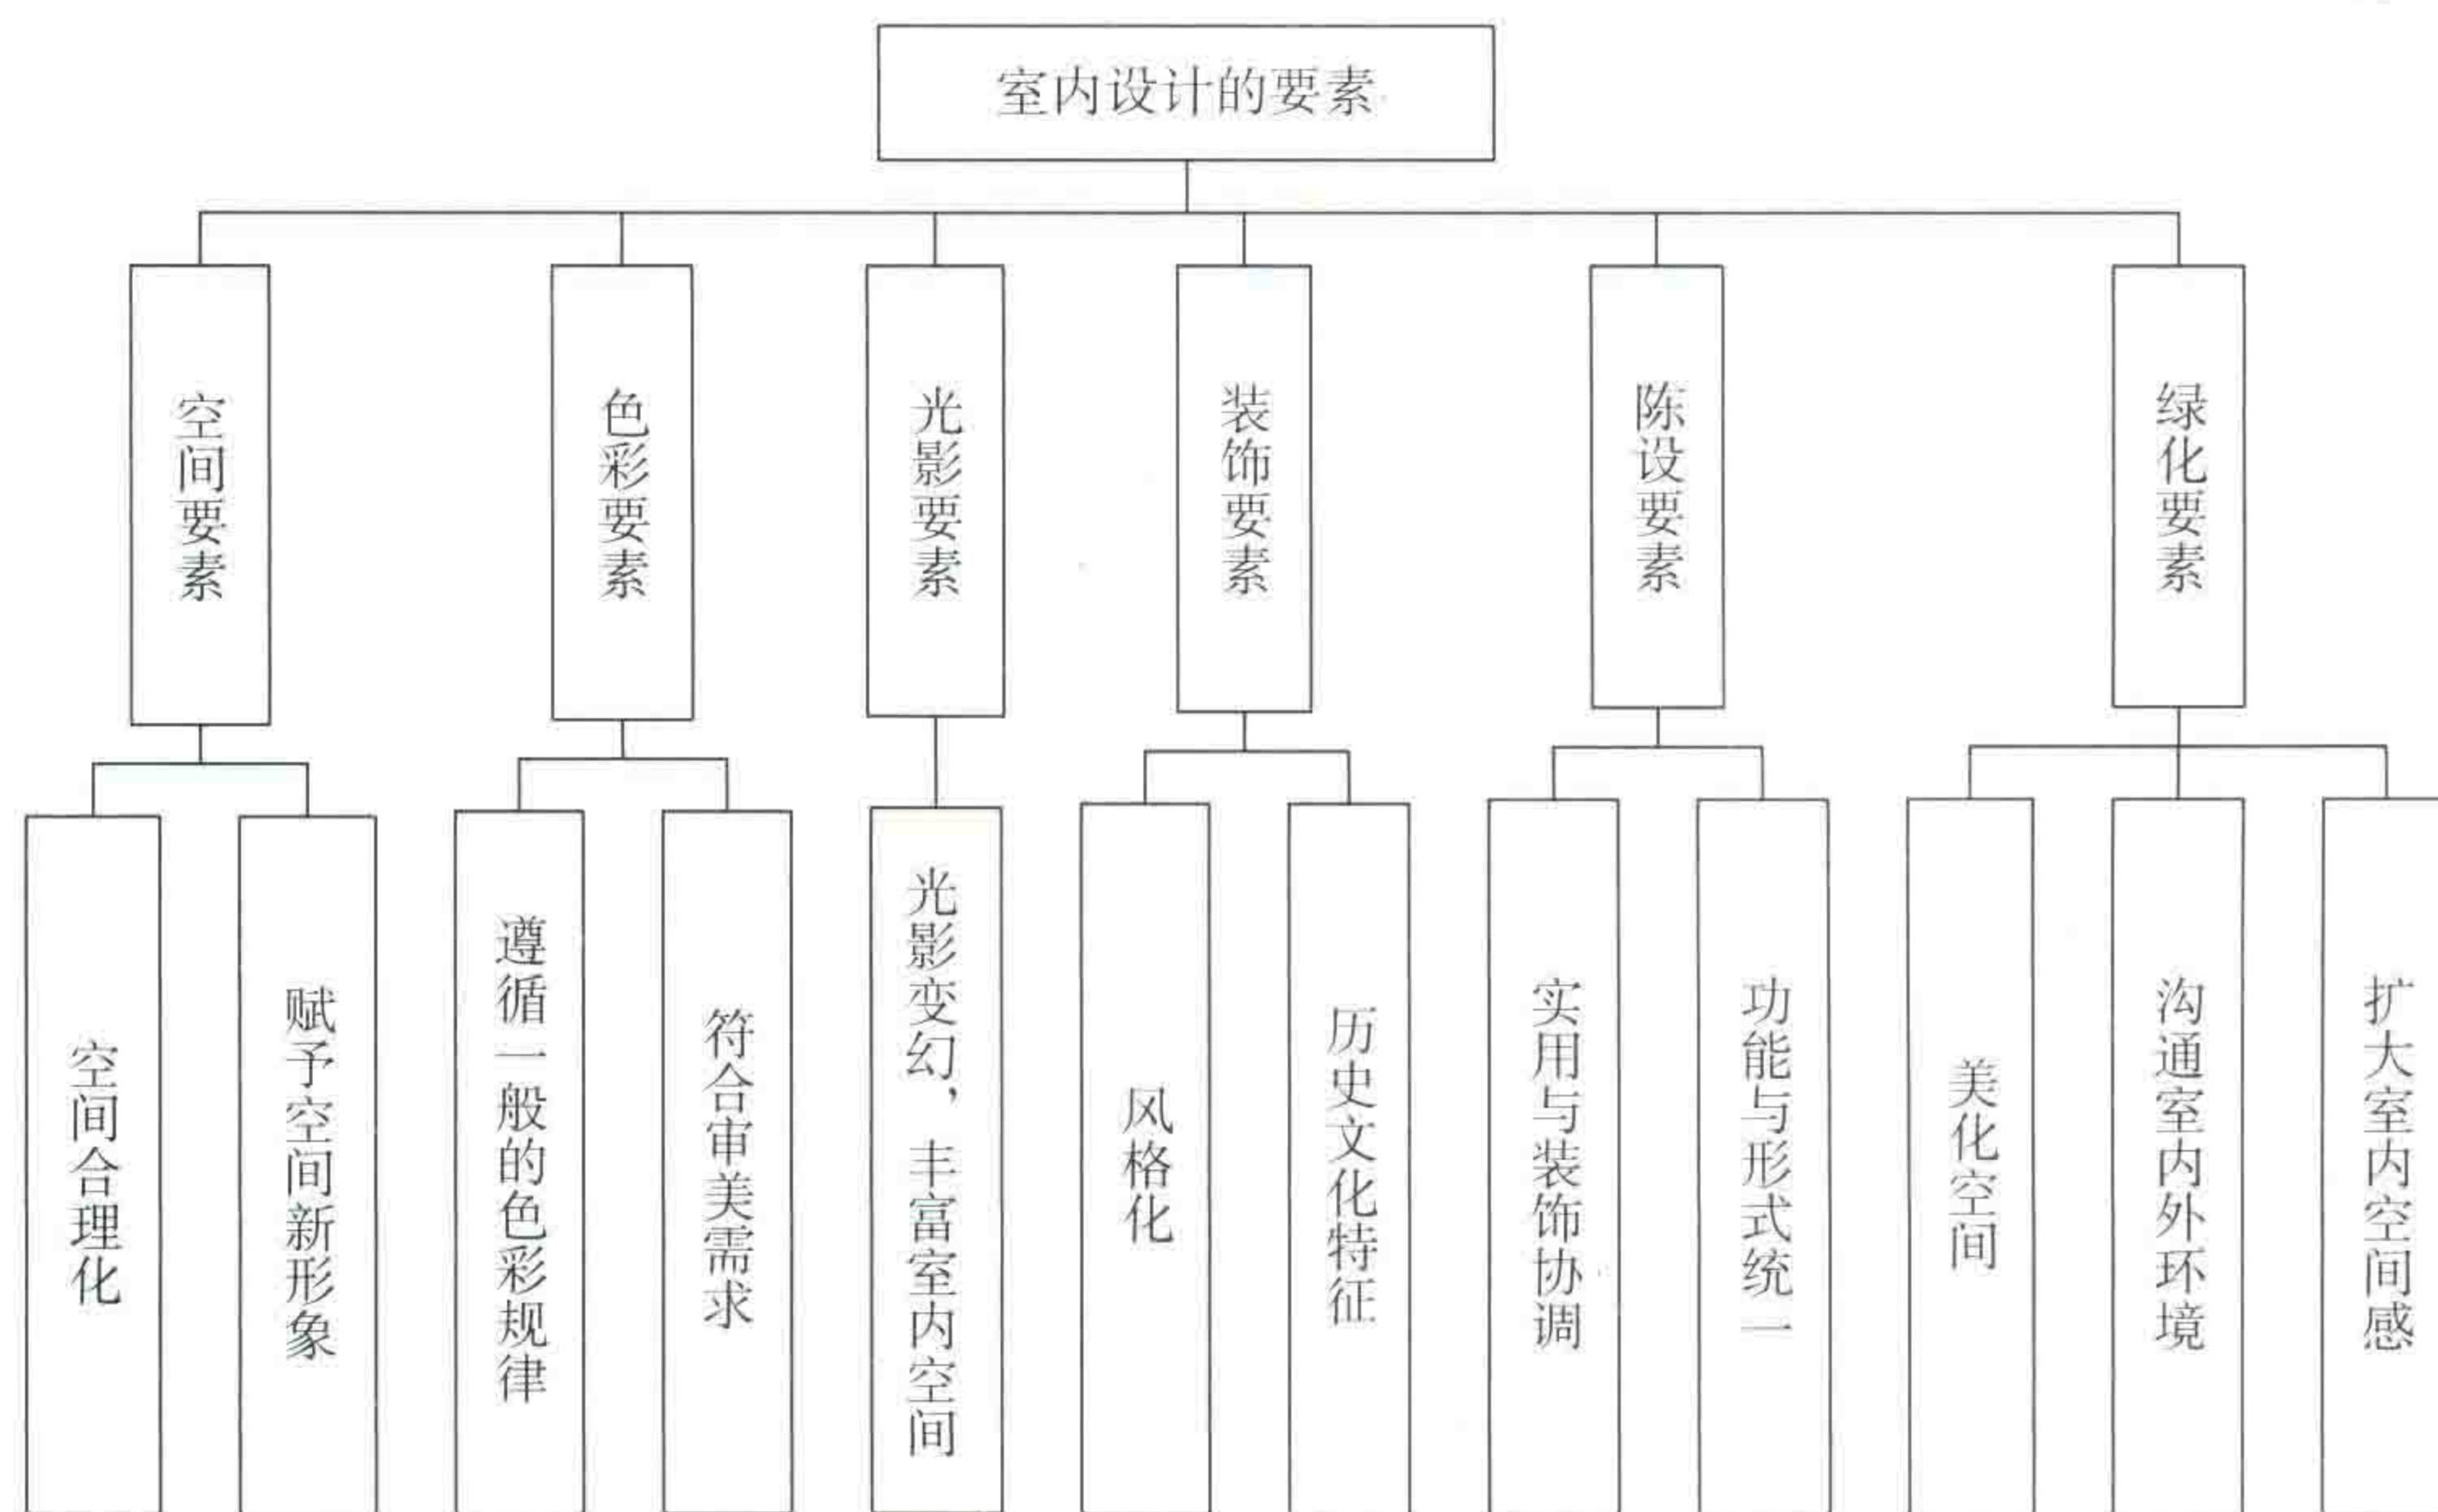 室内设计的要素
空间要素
色彩要素
光影要素
装饰要素
陈设要素
绿化要素
空间合理化
赋予空间新形象
遵循一般的色彩规律
符合审美需求
光影变幻，丰富室内空间
风格化
历史文化特征
实用与装饰协调
功能与形式统一
美化空间
沟通室内外环境
扩大室内空间感